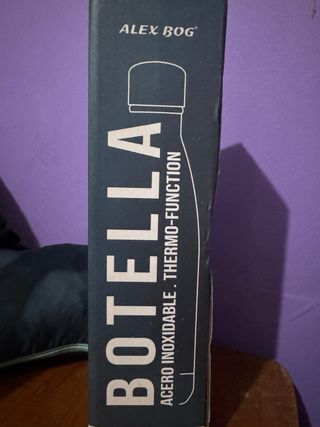 ALEX BOG®
BOTELLA
ACERO INOXIDABLE . THERMO-FUNCTION